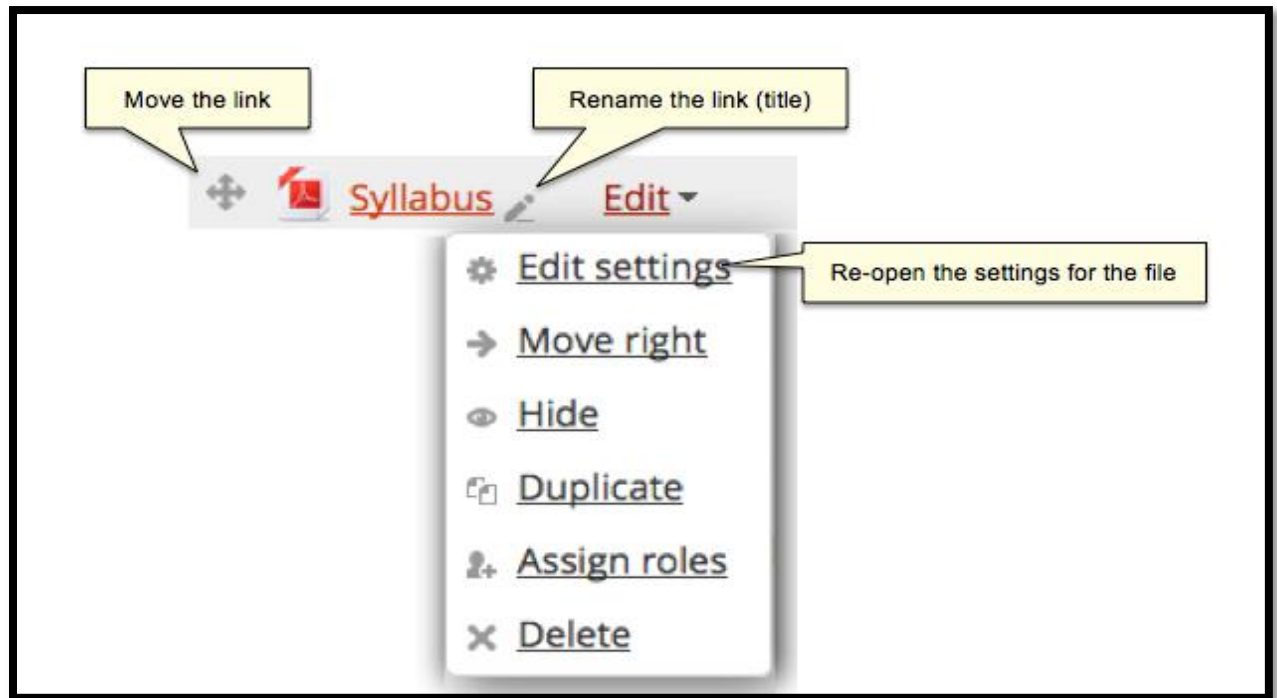 Move the link
Rename the link (title)
Syllabus Edit
Edit settings
Re-open the settings for the file
Move right
Hide
Duplicate
Assign roles
Delete